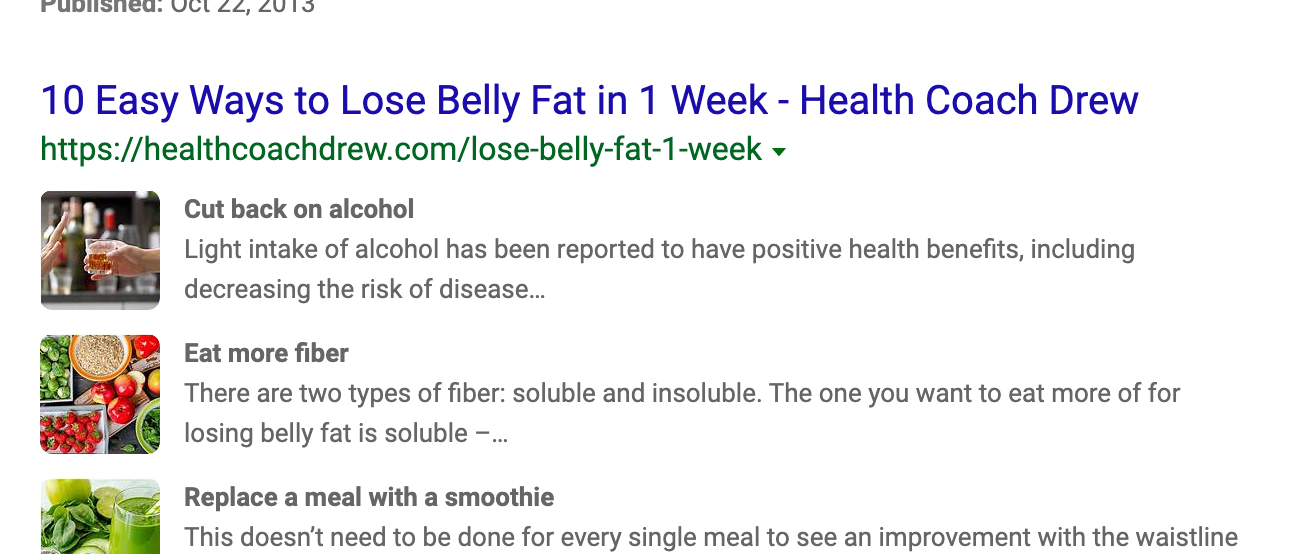 Published: Oct 22, 2013
10 Easy Ways to Lose Belly Fat in 1 Week - Health Coach Drew
https://healthcoachdrew.com/lose-belly-fat-1-week
Cut back on alcohol
Light intake of alcohol has been reported to have positive health benefits, including
decreasing the risk of disease…
Eat more fiber
There are two types of fiber: soluble and insoluble. The one you want to eat more of for
losing belly fat is soluble –…
Replace a meal with a smoothie
This doesn’t need to be done for every single meal to see an improvement with the waistline